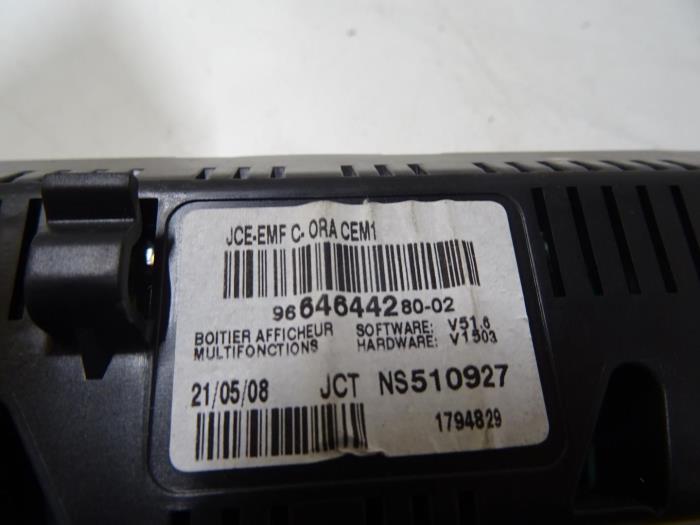 JCE-EMF C- ORA CEM1
9664644280-02
BOITIER AFFICHEUR SOFTWARE: V51.6
MULTIFONCTIONS HARDWARE: V1503
21/05/08 JCT NS510927
1794829